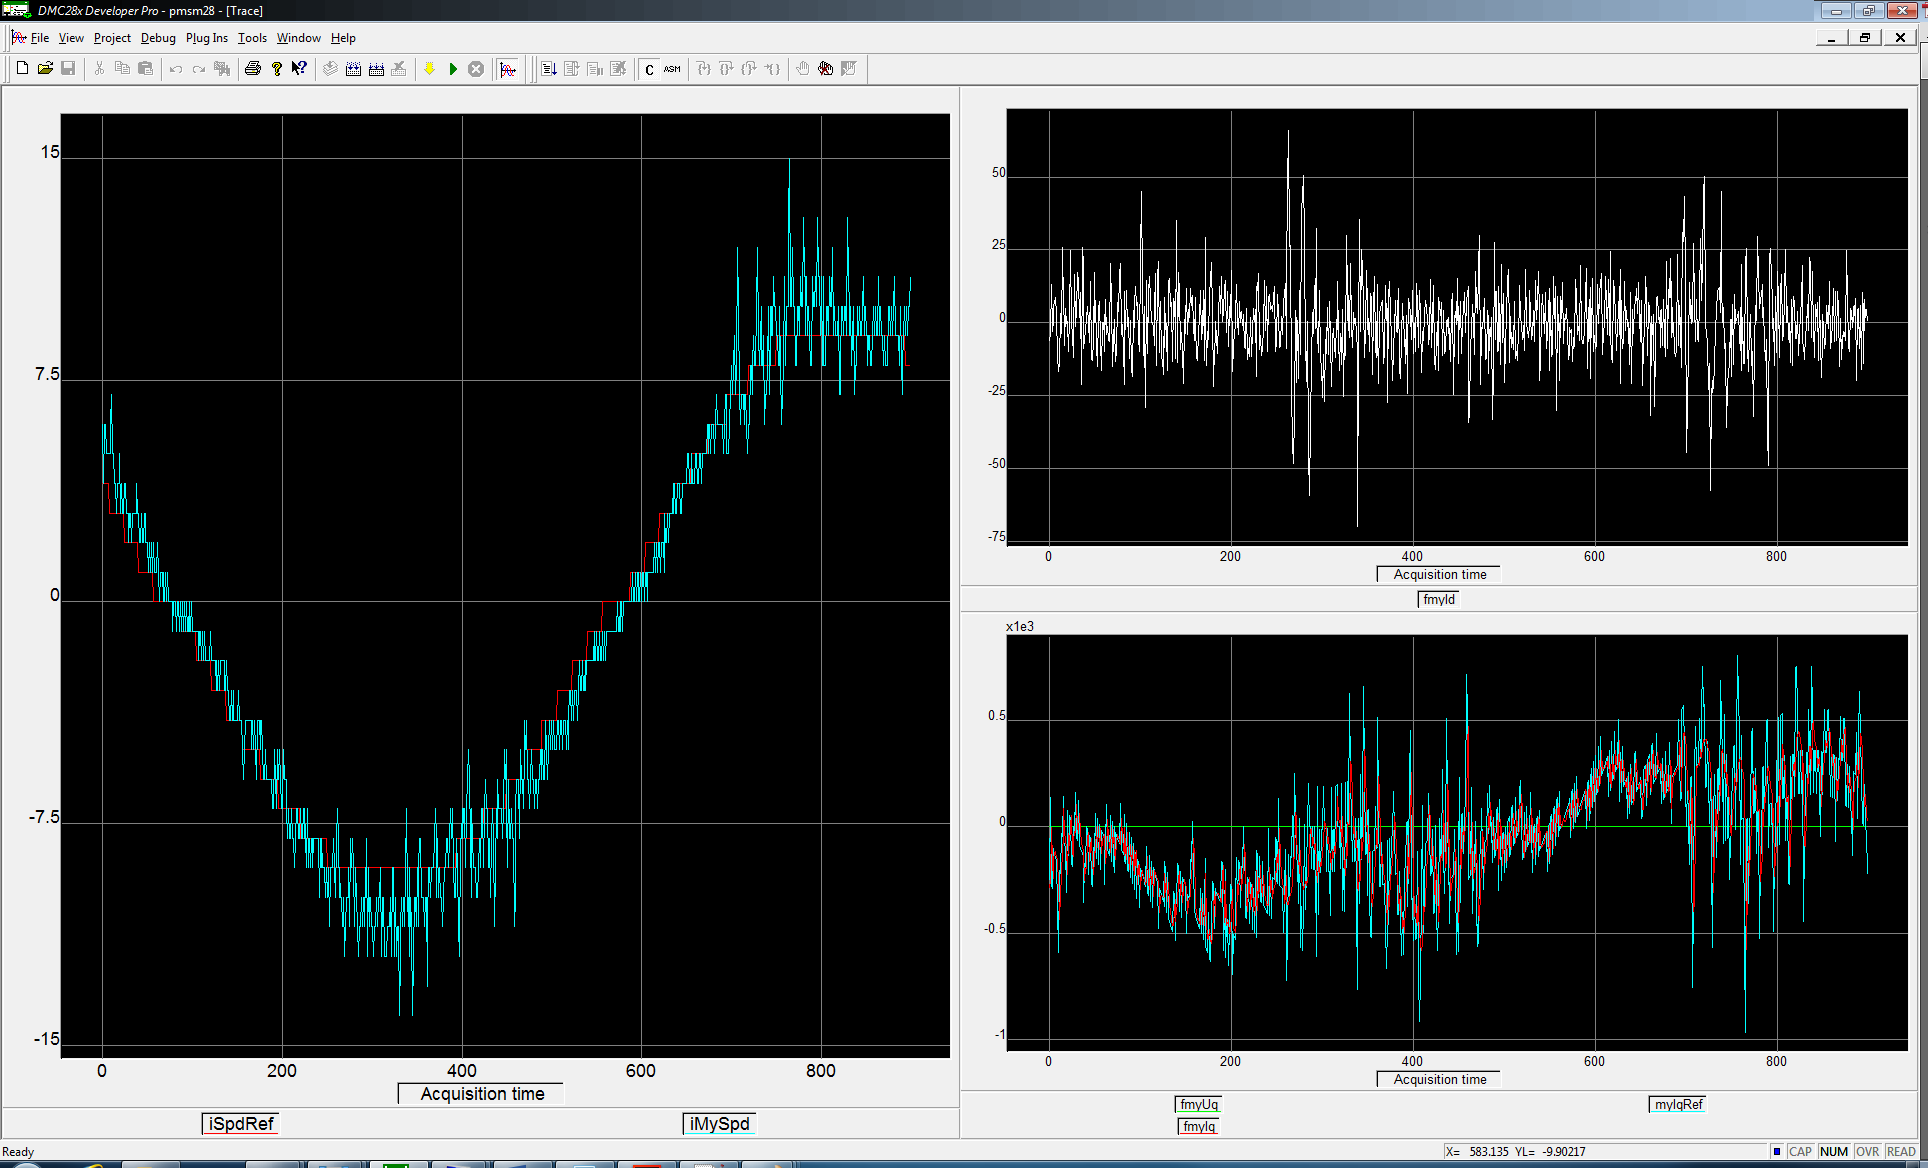 DMC28x Developer Pro - pmsm28 - [Trace]
File View Project Debug Plug Ins Tools Window Help
C ASM
15
7.5
0
-7.5
-15
0 200 400 600 800
Acquisition time
iSpdRef iMySpd
50
25
0
-25
-50
-75
0 200 400 600 800
Acquisition time
fmyId
x1e3
0.5
0
-0.5
-1
0 200 400 600 800
Acquisition time
fmyUq myIqRef
fmyIq
Ready X= 583.135 YL= -9.90217 CAP NUM OVR READ